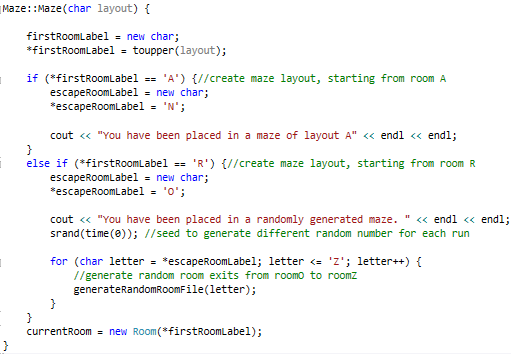 Maze::Maze(char layout) {
firstRoomLabel = new char;
*firstRoomLabel = toupper(layout);
if (*firstRoomLabel == 'A') {//create maze layout, starting from room A
escapeRoomLabel = new char;
*escapeRoomLabel = 'N';
cout << "You have been placed in a maze of layout A" << endl << endl;
}
else if (*firstRoomLabel == 'R') {//create maze layout, starting from room R
escapeRoomLabel = new char;
*escapeRoomLabel = 'O';
cout << "You have been placed in a randomly generated maze. " << endl << endl;
srand(time(0)); //seed to generate different random number for each run
for (char letter = *escapeRoomLabel; letter <= 'Z'; letter++) {
//generate random room exits from roomO to roomZ
generateRandomRoomFile(letter);
}
}
currentRoom = new Room(*firstRoomLabel);
}